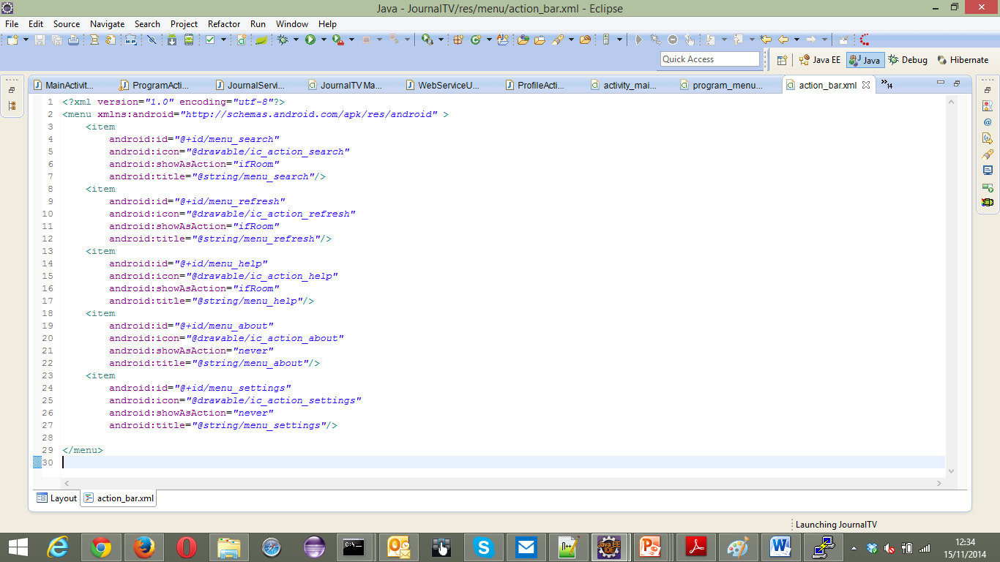 Java - JournalTV/res/menu/action_bar.xml - Eclipse
File Edit Source Navigate Search Project Refactor Run Window Help
Quick Access Java EE Java Debug Hibernate
MainActivit... ProgramActi... JournalServi... JournalTV Ma... WebServiceU... ProfileActi... activity_mai... program_menu... action_bar.xml »14
1 <?xml version="1.0" encoding="utf-8"?>
2 <menu xmlns:android="http://schemas.android.com/apk/res/android" >
3 <item
4 android:id="@+id/menu_search"
5 android:icon="@drawable/ic_action_search"
6 android:showAsAction="ifRoom"
7 android:title="@string/menu_search"/>
8 <item
9 android:id="@+id/menu_refresh"
10 android:icon="@drawable/ic_action_refresh"
11 android:showAsAction="ifRoom"
12 android:title="@string/menu_refresh"/>
13 <item
14 android:id="@+id/menu_help"
15 android:icon="@drawable/ic_action_help"
16 android:showAsAction="ifRoom"
17 android:title="@string/menu_help"/>
18 <item
19 android:id="@+id/menu_about"
20 android:icon="@drawable/ic_action_about"
21 android:showAsAction="never"
22 android:title="@string/menu_about"/>
23 <item
24 android:id="@+id/menu_settings"
25 android:icon="@drawable/ic_action_settings"
26 android:showAsAction="never"
27 android:title="@string/menu_settings"/>
28
29 </menu>
30
Layout action_bar.xml
Launching JournalTV
12:34
15/11/2014